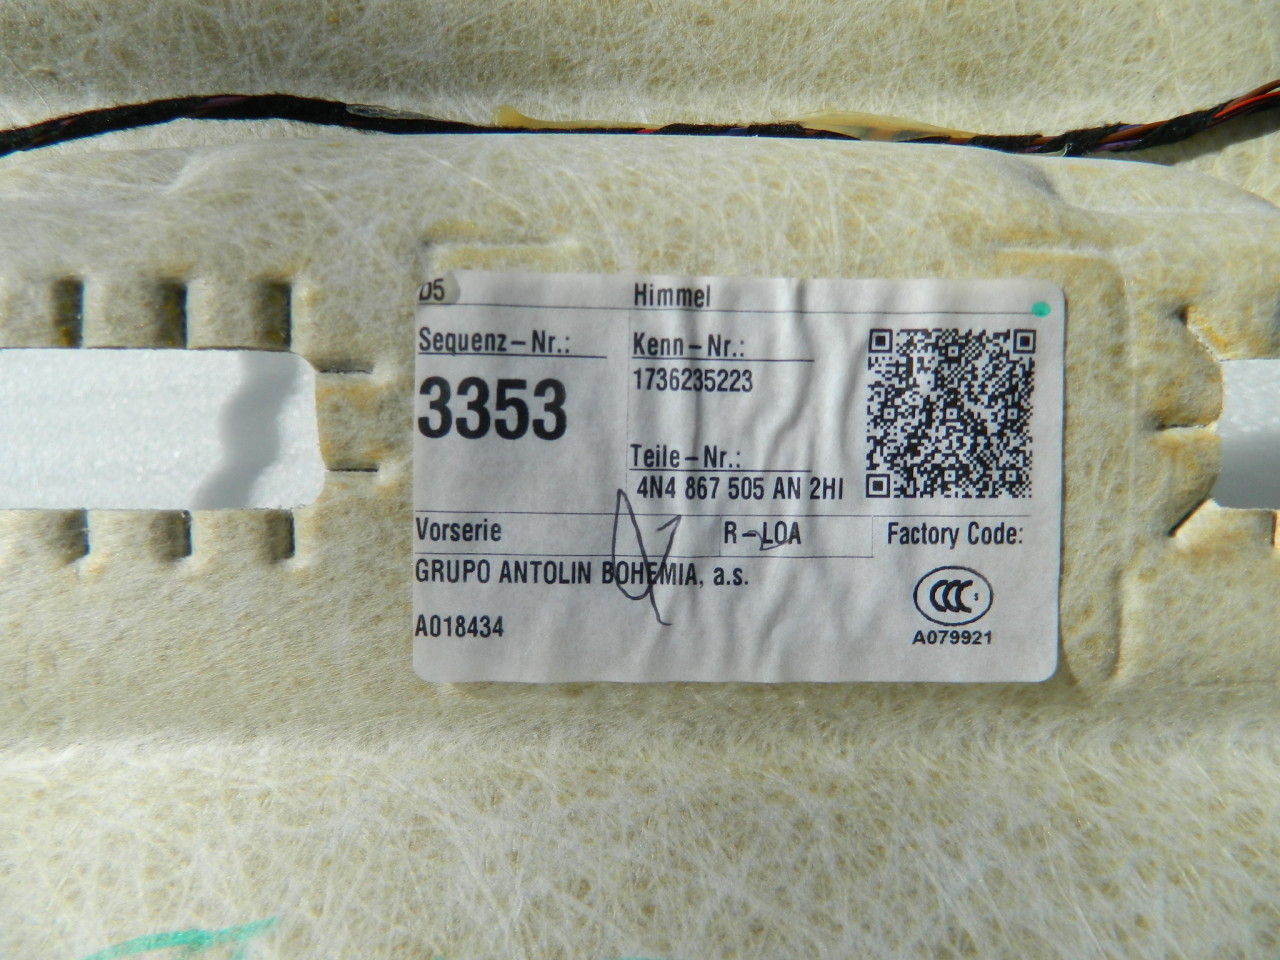 D5 Himmel
Sequenz-Nr.: Kenn-Nr.:
3353 1736235223
Teile-Nr.:
4N4 867 505 AN 2HI
Vorserie R-LOA Factory Code:
GRUPO ANTOLIN BOHEMIA, a.s.
CCC S
A018434 A079921